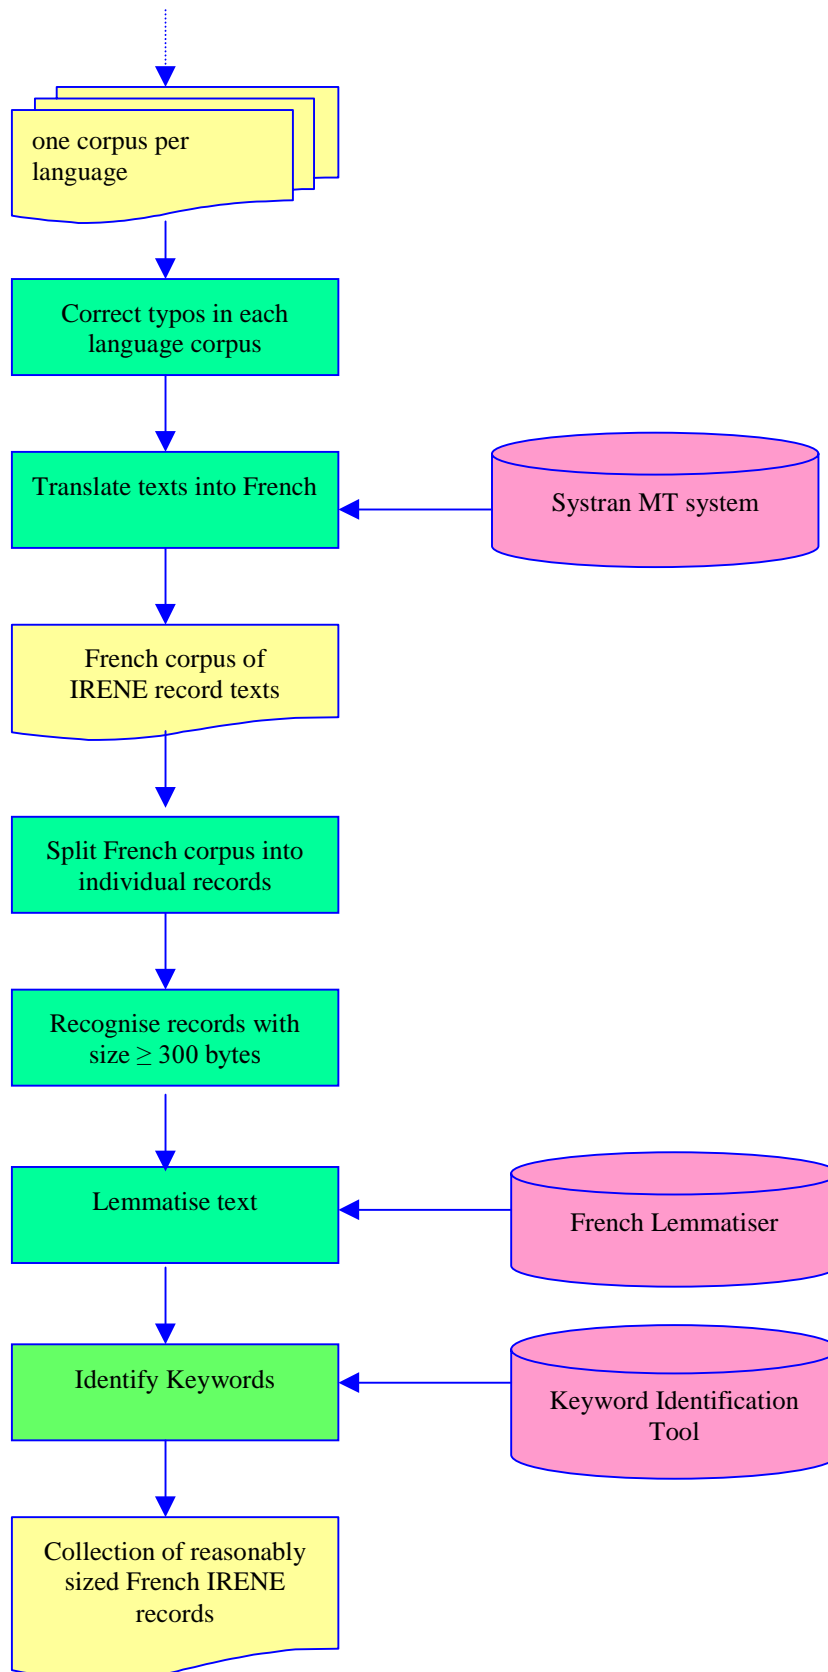 one corpus per
language
Correct typos in each
language corpus
Translate texts into French
Systran MT system
French corpus of
IRENE record texts
Split French corpus into
individual records
Recognise records with
size ≥ 300 bytes
Lemmatise text
French Lemmatiser
Identify Keywords
Keyword Identification
Tool
Collection of reasonably
sized French IRENE
records